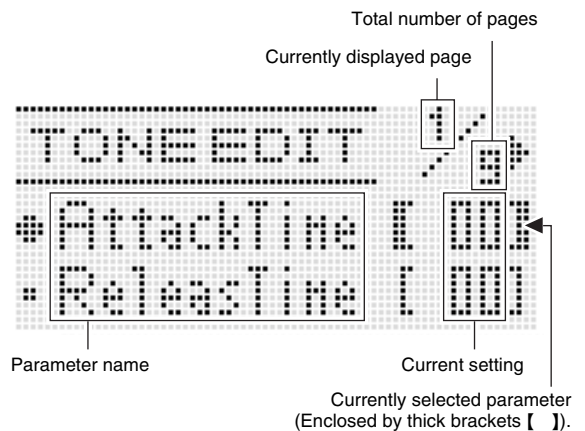 Total number of pages
Currently displayed page
TONE EDIT 1/9
AttackTime 【 00】
ReleasTime [ 00]
Parameter name
Current setting
Currently selected parameter
(Enclosed by thick brackets【 】).